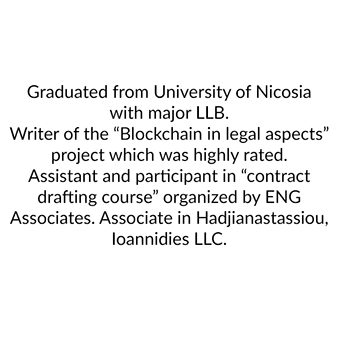 Graduated from University of Nicosia
with major LLB.
Writer of the “Blockchain in legal aspects”
project which was highly rated.
Assistant and participant in “contract
drafting course” organized by ENG
Associates. Associate in Hadjianastassiou,
Ioannidies LLC.